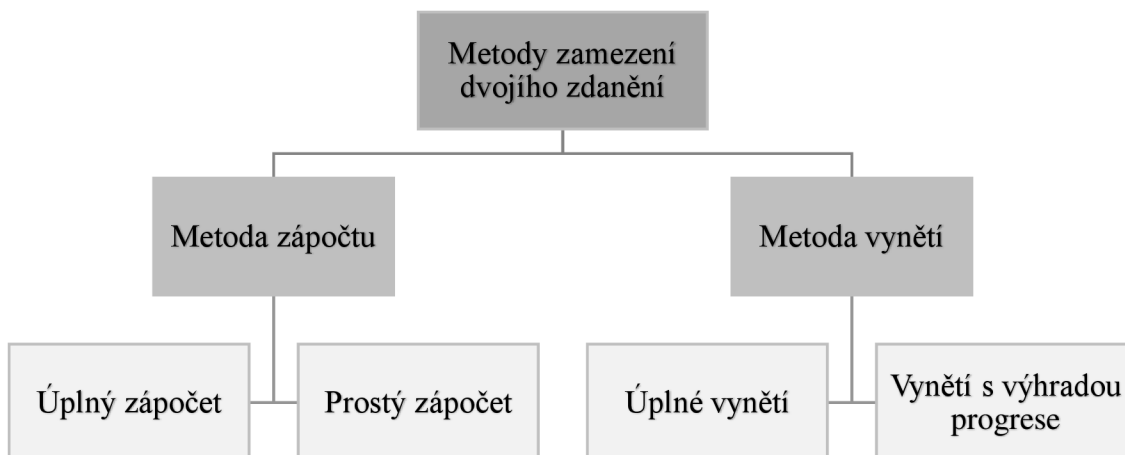 Metody zamezení
dvojího zdanění
Metoda zápočtu
Metoda vynětí
Úplný zápočet
Prostý zápočet
Úplné vynětí
Vynětí s výhradou
progrese